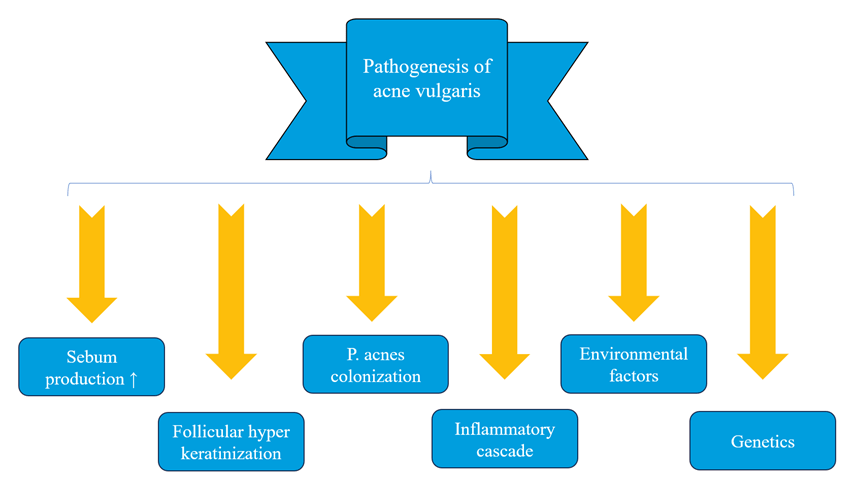 Pathogenesis of
acne vulgaris
Sebum
production ↑
Follicular hyper
keratinization
P. acnes
colonization
Inflammatory
cascade
Environmental
factors
Genetics